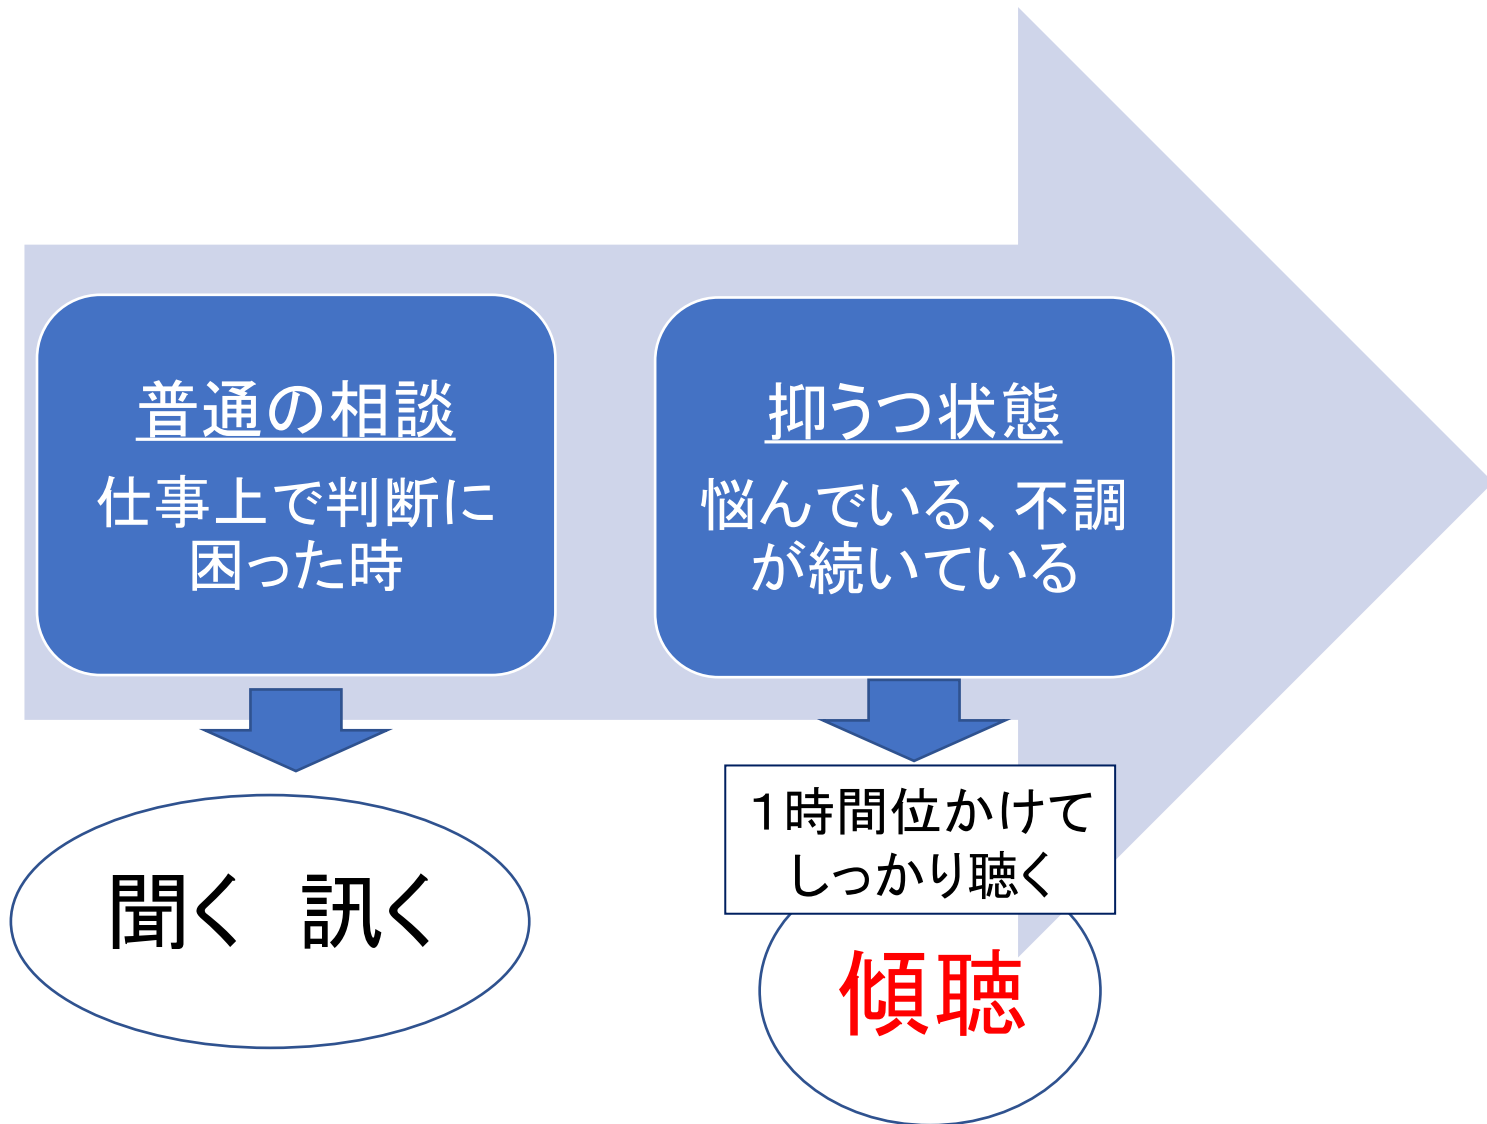 普通の相談
仕事上で判断に
困った時
抑うつ状態
悩んでいる、不調
が続いている
聞く　訊く
１時間位かけて
しっかり聴く
傾聴